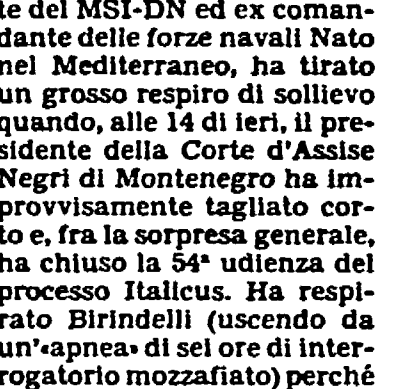 te del MSI-DN ed ex coman-
dante delle forze navali Nato
nel Mediterraneo, ha tirato
un grosso respiro di sollievo
quando, alle 14 di ieri, il pre-
sidente della Corte d'Assise
Negri di Montenegro ha im-
provvisamente tagliato cor-
to e, fra la sorpresa generale,
ha chiuso la 54ª udienza del
processo Italicus. Ha respi-
rato Birindelli (uscendo da
un'«apnea» di sei ore di inter-
rogatorio mozzafiato) perché